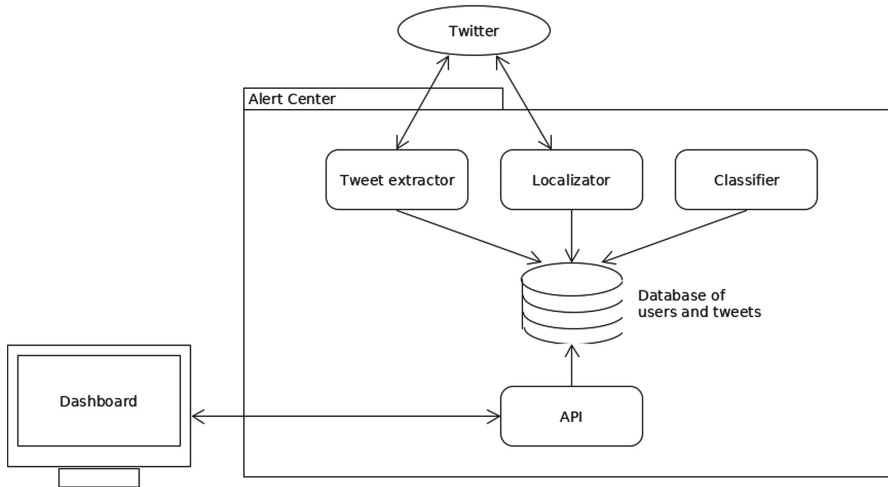 Twitter
Alert Center
Tweet extractor
Localizator
Classifier
Database of
users and tweets
Dashboard
API